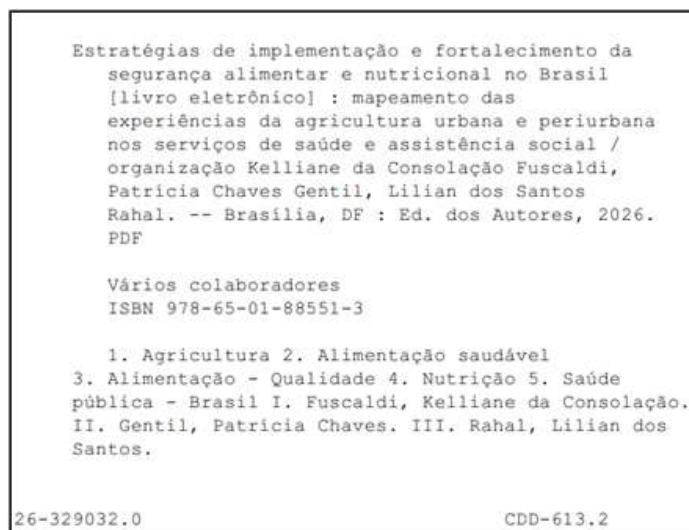 Estratégias de implementação e fortalecimento da
segurança alimentar e nutricional no Brasil
[livro eletrônico] : mapeamento das
experiências da agricultura urbana e periurbana
nos serviços de saúde e assistência social /
organização Kelliane da Consolação Fuscaldi,
Patrícia Chaves Gentil, Lilian dos Santos
Rahal. -- Brasília, DF : Ed. dos Autores, 2026.
PDF
Vários colaboradores
ISBN 978-65-01-88551-3
1. Agricultura 2. Alimentação saudável
3. Alimentação - Qualidade 4. Nutrição 5. Saúde
pública - Brasil I. Fuscaldi, Kelliane da Consolação.
II. Gentil, Patrícia Chaves. III. Rahal, Lilian dos
Santos.
26-329032.0 CDD-613.2